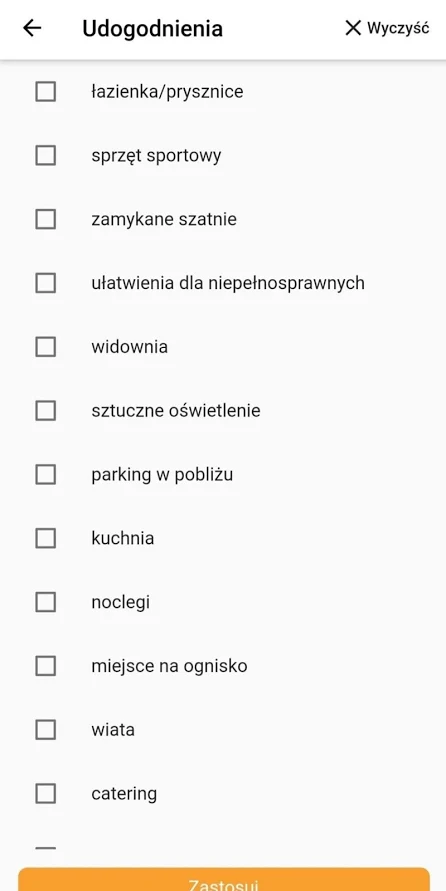 Udogodnienia
Wyczyść
łazienka/prysznice
sprzęt sportowy
zamykane szatnie
ułatwienia dla niepełnosprawnych
widownia
sztuczne oświetlenie
parking w pobliżu
kuchnia
noclegi
miejsce na ognisko
wiata
catering
Zastosuj